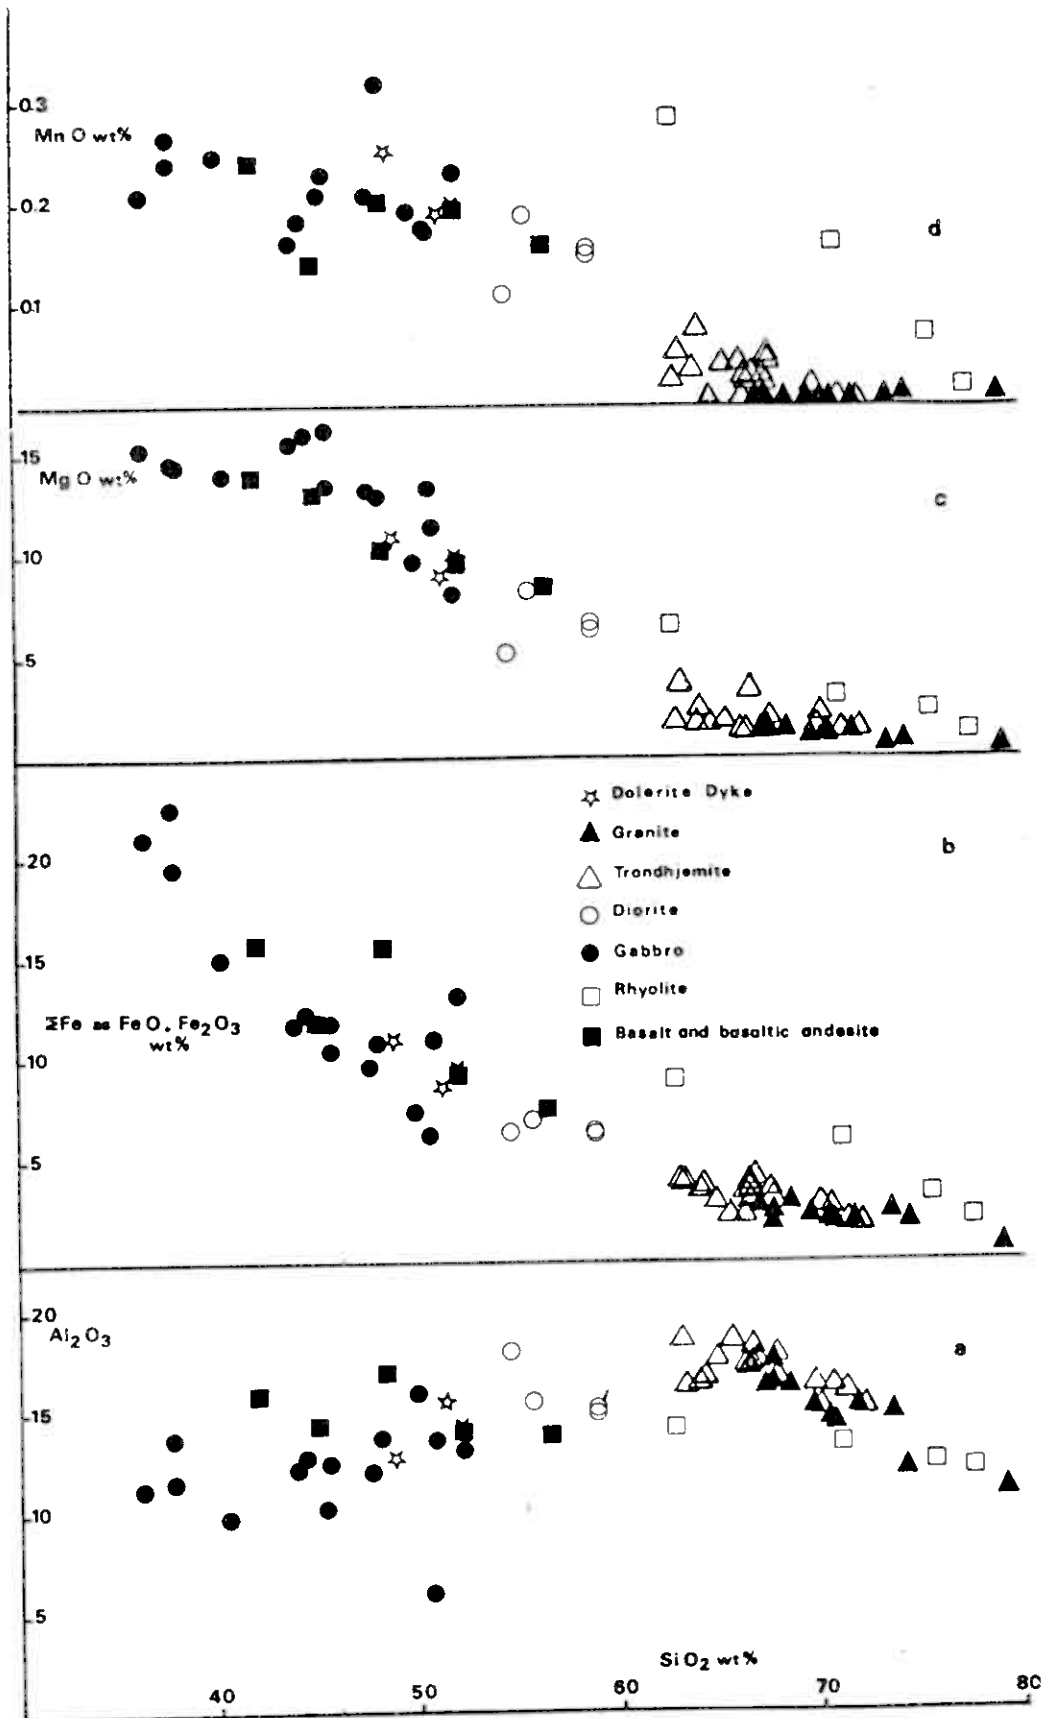 0.3
Mn O wt%
0.2
d
0.1
15
Mg O wt%
c
10
5
Dolerite Dyke
Granite
b
20
Trondhjemite
Diorite
Gabbro
15
Rhyolite
ΣFe as FeO. Fe₂O₃
wt%
Basalt and basaltic andesite
10
5
20
Al₂O₃
a
15
10
5
SiO₂ wt%
40 50 60 70 80